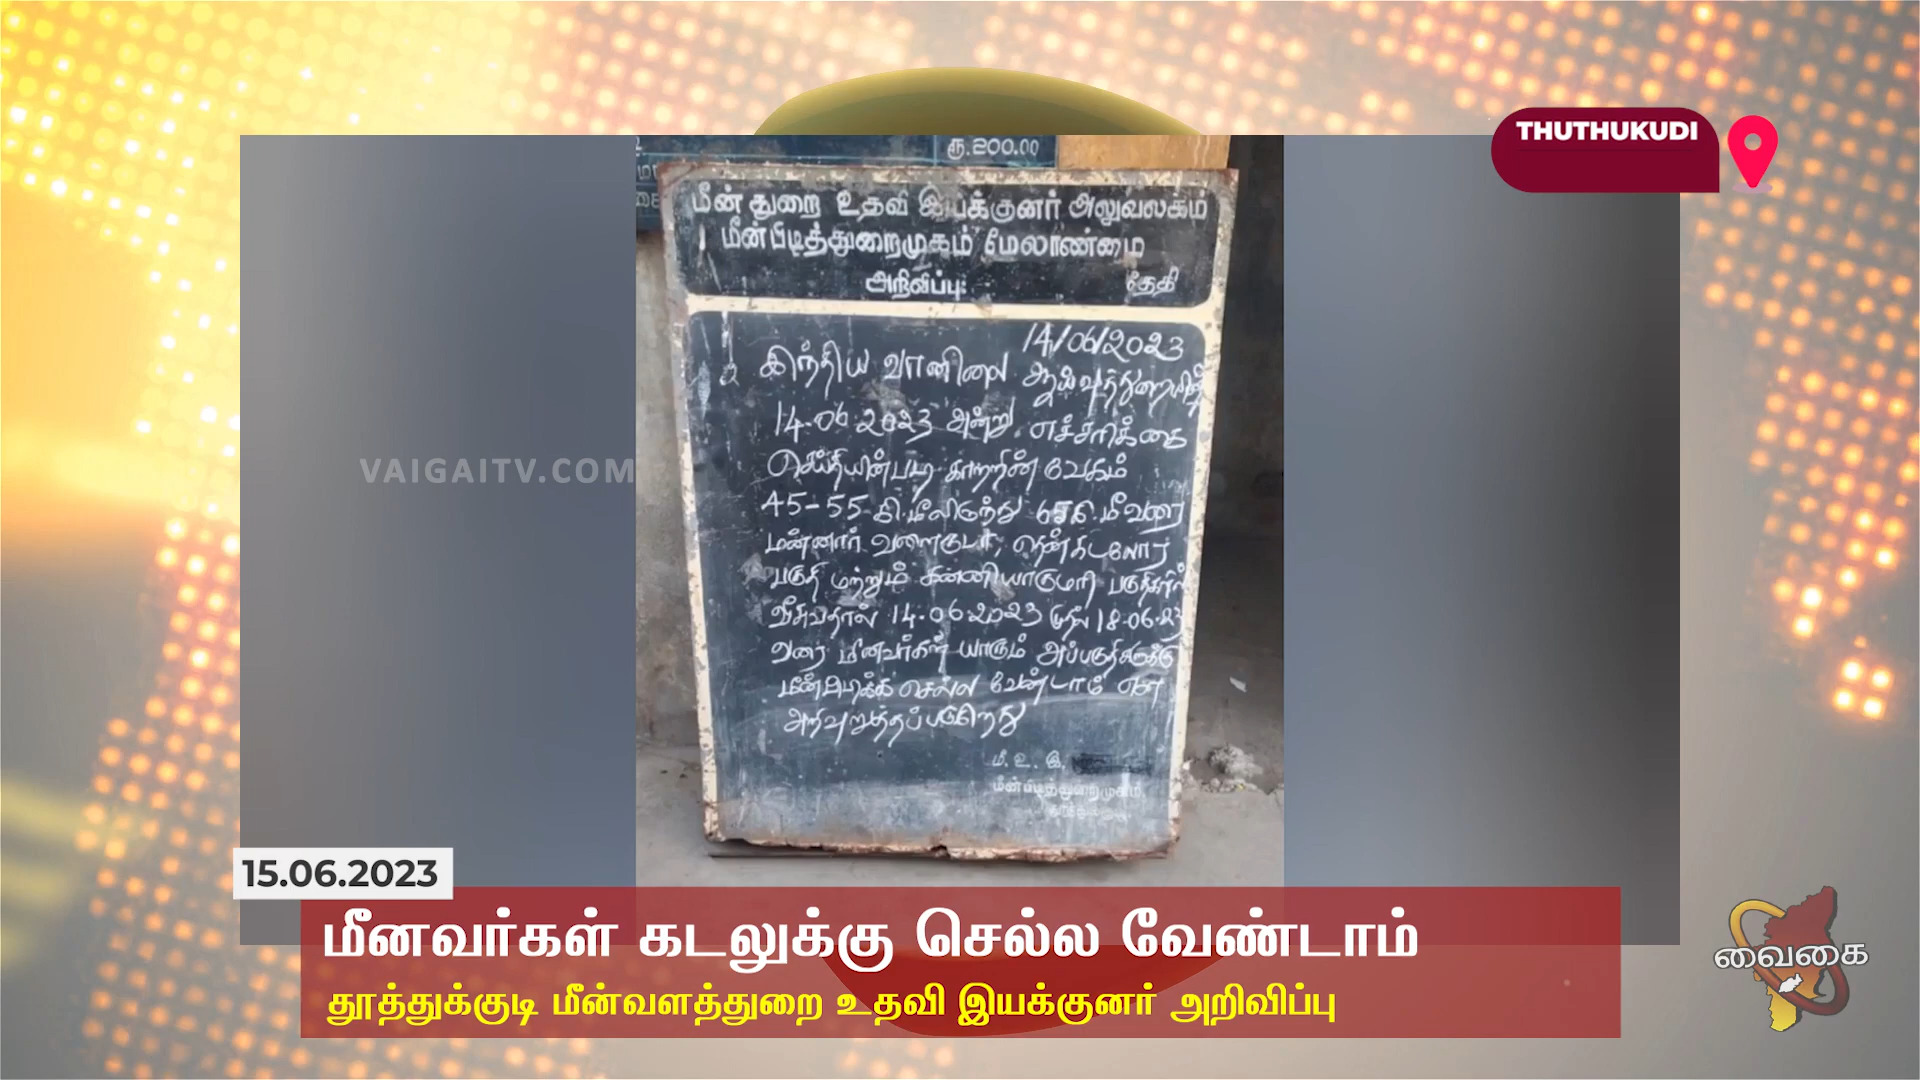 THUTHUKUDI
ரூ.200.00
மீன்துறை உதவி இயக்குனர் அலுவலகம்
மீன்பிடித்துறைமுகம் மேலாண்மை
அறிவிப்பு:- தேதி
14/06/2023
இந்திய வானிலை ஆய்வுத்துறையின்
14-06-2023 அன்று எச்சரிக்கை
செய்தியின்படி காற்றின் வேகம்
45-55 கி.மீலிருந்து 65கி.மீ வரை
மன்னார் வளைகுடா, தென்கடலோர
பகுதி மற்றும் கன்னியாகுமரி பகுதிகளில்
வீசுவதால் 14-06-2023 முதல் 18-06-23
வரை மீனவர்கள் யாரும் அப்பகுதிகளுக்கு
மீன்பிடிக்க செல்ல வேண்டாம் என
அறிவுறுத்தப்படுகிறது
மீ. உ. இ,
மீன்பிடித்துறைமுகம்,
VAIGAITV.COM
15.06.2023
மீனவர்கள் கடலுக்கு செல்ல வேண்டாம்
தூத்துக்குடி மீன்வளத்துறை உதவி இயக்குனர் அறிவிப்பு
வைகை